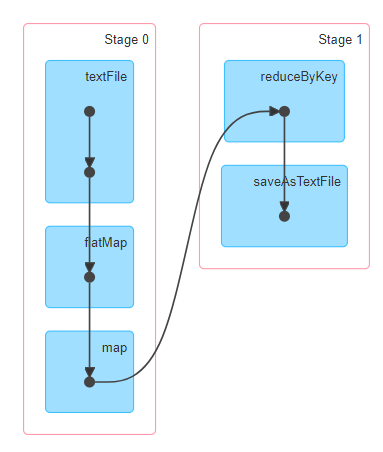 Stage 0
textFile
flatMap
map
Stage 1
reduceByKey
saveAsTextFile